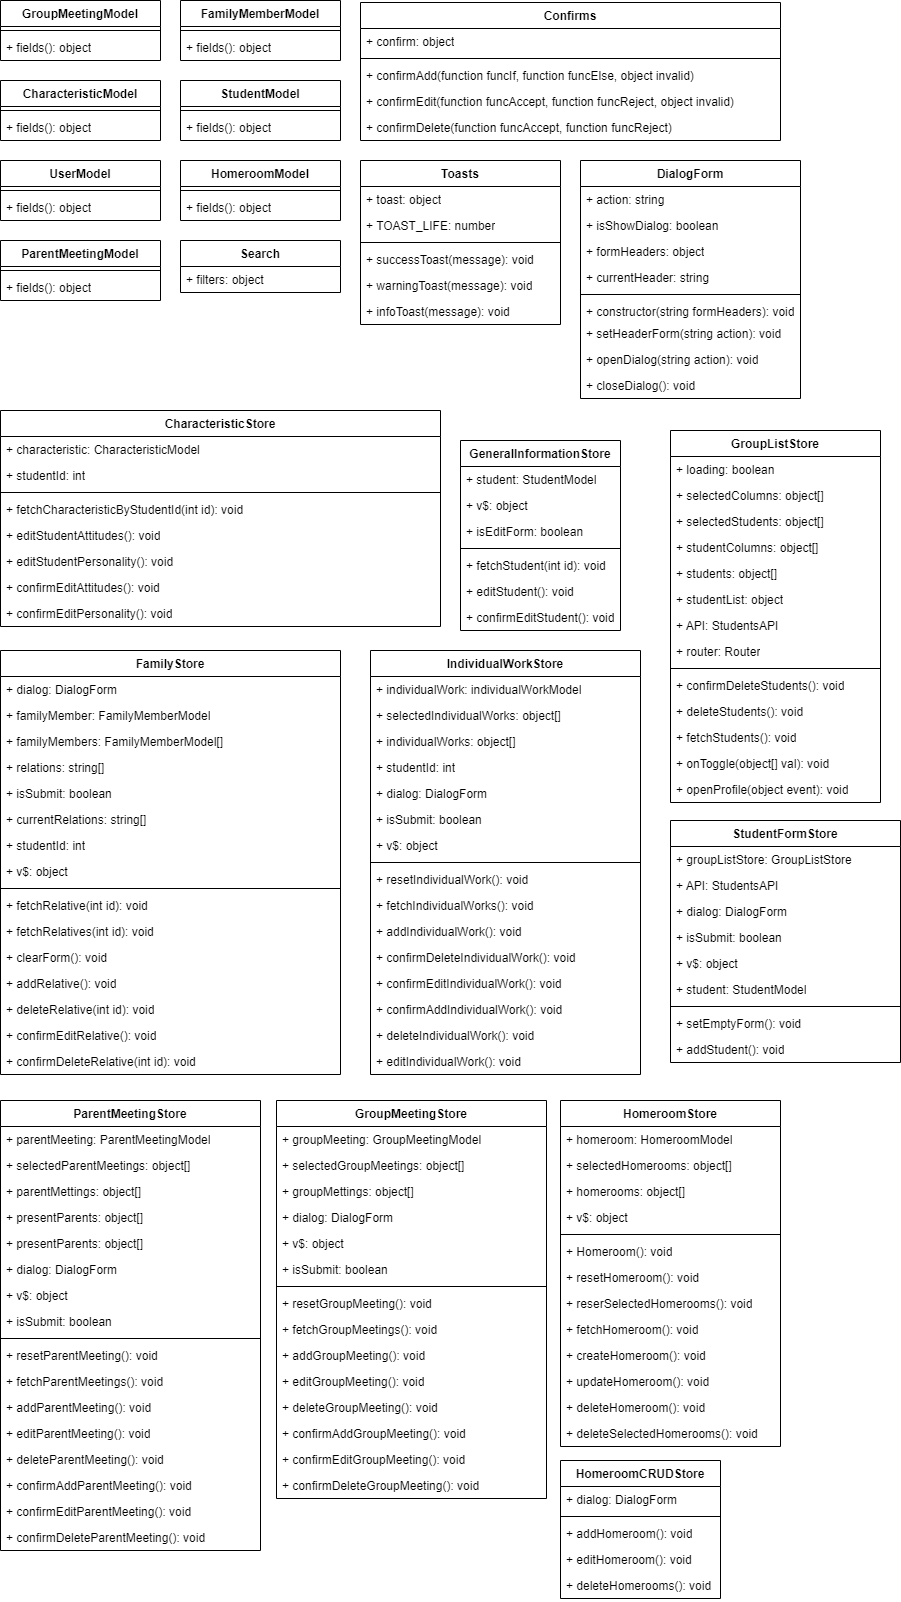 GroupMeetingModel
+ fields(): object
FamilyMemberModel
+ fields(): object
Confirms
+ confirm: object
+ confirmAdd(function funcIf, function funcElse, object invalid)
+ confirmEdit(function funcAccept, function funcReject, object invalid)
+ confirmDelete(function funcAccept, function funcReject)
CharacteristicModel
+ fields(): object
StudentModel
+ fields(): object
UserModel
+ fields(): object
HomeroomModel
+ fields(): object
Toasts
+ toast: object
+ TOAST_LIFE: number
+ successToast(message): void
+ warningToast(message): void
+ infoToast(message): void
DialogForm
+ action: string
+ isShowDialog: boolean
+ formHeaders: object
+ currentHeader: string
+ constructor(string formHeaders): void
+ setHeaderForm(string action): void
+ openDialog(string action): void
+ closeDialog(): void
ParentMeetingModel
+ fields(): object
Search
+ filters: object
CharacteristicStore
+ characteristic: CharacteristicModel
+ studentId: int
+ fetchCharacteristicByStudentId(int id): void
+ editStudentAttitudes(): void
+ editStudentPersonality(): void
+ confirmEditAttitudes(): void
+ confirmEditPersonality(): void
GeneralInformationStore
+ student: StudentModel
+ v$: object
+ isEditForm: boolean
+ fetchStudent(int id): void
+ editStudent(): void
+ confirmEditStudent(): void
GroupListStore
+ loading: boolean
+ selectedColumns: object[]
+ selectedStudents: object[]
+ studentColumns: object[]
+ students: object[]
+ studentList: object
+ API: StudentsAPI
+ router: Router
+ confirmDeleteStudents(): void
+ deleteStudents(): void
+ fetchStudents(): void
+ onToggle(object[] val): void
+ openProfile(object event): void
FamilyStore
+ dialog: DialogForm
+ familyMember: FamilyMemberModel
+ familyMembers: FamilyMemberModel[]
+ relations: string[]
+ isSubmit: boolean
+ currentRelations: string[]
+ studentId: int
+ v$: object
+ fetchRelative(int id): void
+ fetchRelatives(int id): void
+ clearForm(): void
+ addRelative(): void
+ deleteRelative(int id): void
+ confirmEditRelative(): void
+ confirmDeleteRelative(int id): void
IndividualWorkStore
+ individualWork: individualWorkModel
+ selectedIndividualWorks: object[]
+ individualWorks: object[]
+ studentId: int
+ dialog: DialogForm
+ isSubmit: boolean
+ v$: object
+ resetIndividualWork(): void
+ fetchIndividualWorks(): void
+ addIndividualWork(): void
+ confirmDeleteIndividualWork(): void
+ confirmEditIndividualWork(): void
+ confirmAddIndividualWork(): void
+ deleteIndividualWork(): void
+ editIndividualWork(): void
StudentFormStore
+ groupListStore: GroupListStore
+ API: StudentsAPI
+ dialog: DialogForm
+ isSubmit: boolean
+ v$: object
+ student: StudentModel
+ setEmptyForm(): void
+ addStudent(): void
ParentMeetingStore
+ parentMeeting: ParentMeetingModel
+ selectedParentMeetings: object[]
+ parentMettings: object[]
+ presentParents: object[]
+ presentParents: object[]
+ dialog: DialogForm
+ v$: object
+ isSubmit: boolean
+ resetParentMeeting(): void
+ fetchParentMeetings(): void
+ addParentMeeting(): void
+ editParentMeeting(): void
+ deleteParentMeeting(): void
+ confirmAddParentMeeting(): void
+ confirmEditParentMeeting(): void
+ confirmDeleteParentMeeting(): void
GroupMeetingStore
+ groupMeeting: GroupMeetingModel
+ selectedGroupMeetings: object[]
+ groupMettings: object[]
+ dialog: DialogForm
+ v$: object
+ isSubmit: boolean
+ resetGroupMeeting(): void
+ fetchGroupMeetings(): void
+ addGroupMeeting(): void
+ editGroupMeeting(): void
+ deleteGroupMeeting(): void
+ confirmAddGroupMeeting(): void
+ confirmEditGroupMeeting(): void
+ confirmDeleteGroupMeeting(): void
HomeroomStore
+ homeroom: HomeroomModel
+ selectedHomerooms: object[]
+ homerooms: object[]
+ v$: object
+ Homeroom(): void
+ resetHomeroom(): void
+ reserSelectedHomerooms(): void
+ fetchHomeroom(): void
+ createHomeroom(): void
+ updateHomeroom(): void
+ deleteHomeroom(): void
+ deleteSelectedHomerooms(): void
HomeroomCRUDStore
+ dialog: DialogForm
+ addHomeroom(): void
+ editHomeroom(): void
+ deleteHomerooms(): void